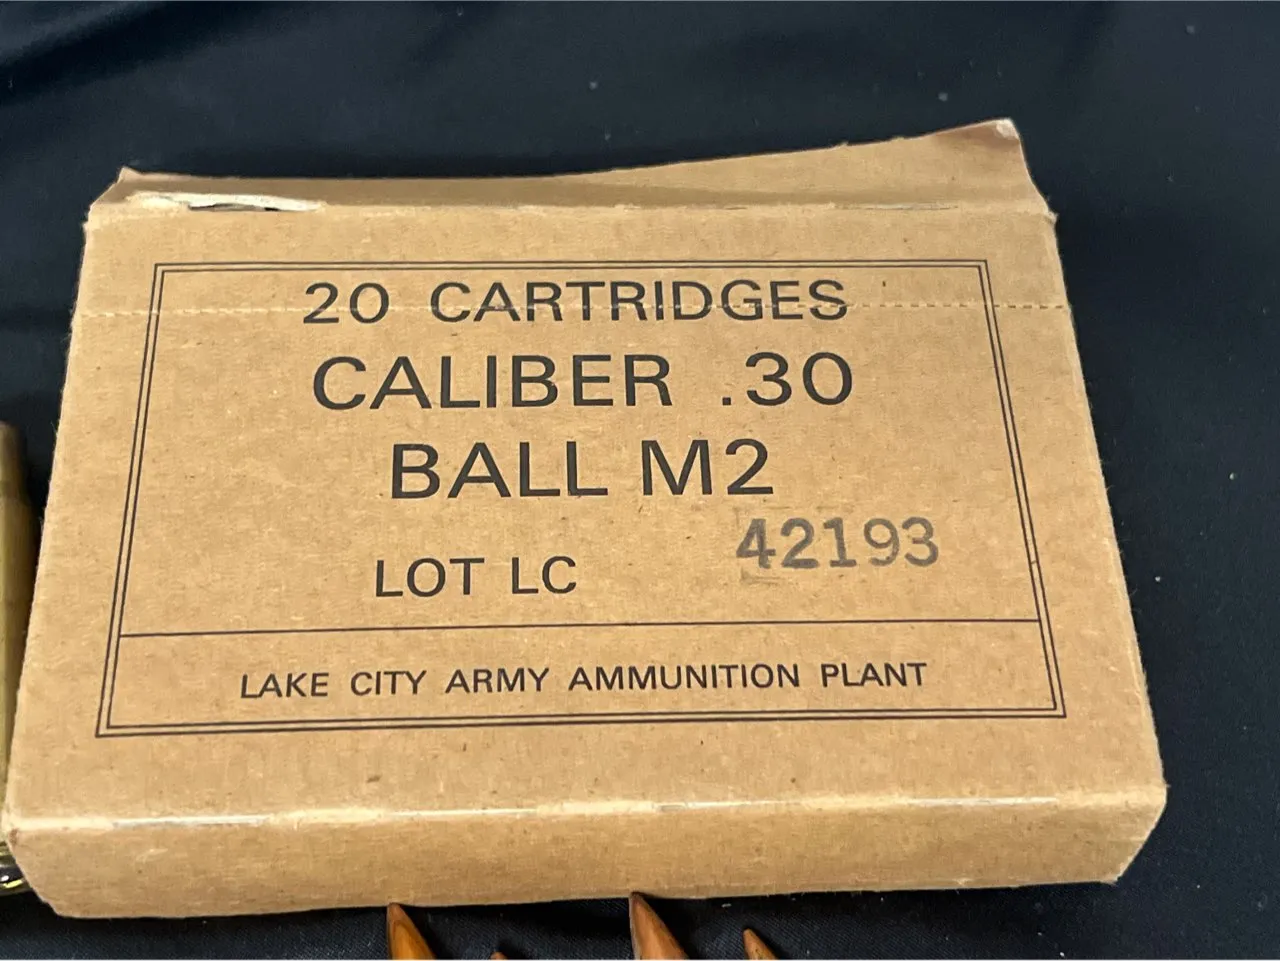 20 CARTRIDGES
CALIBER .30
BALL M2
LOT LC 42193
LAKE CITY ARMY AMMUNITION PLANT